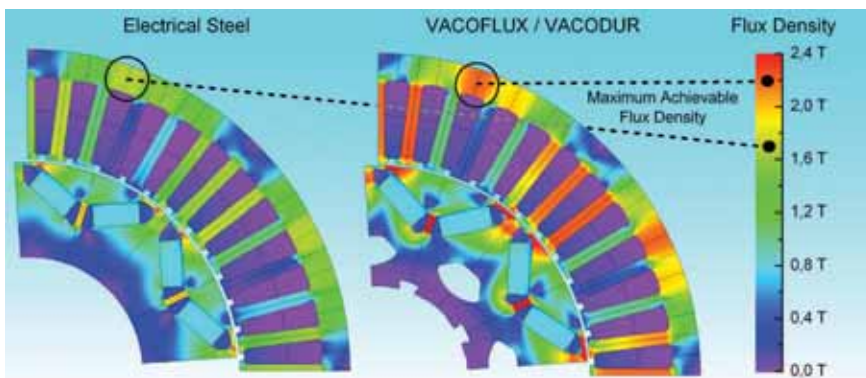 Electrical Steel
VACOFLUX / VACODUR
Flux Density
2,4 T
2,0 T
Maximum Achievable
Flux Density
1,6 T
1,2 T
0,8 T
0,4 T
0,0 T